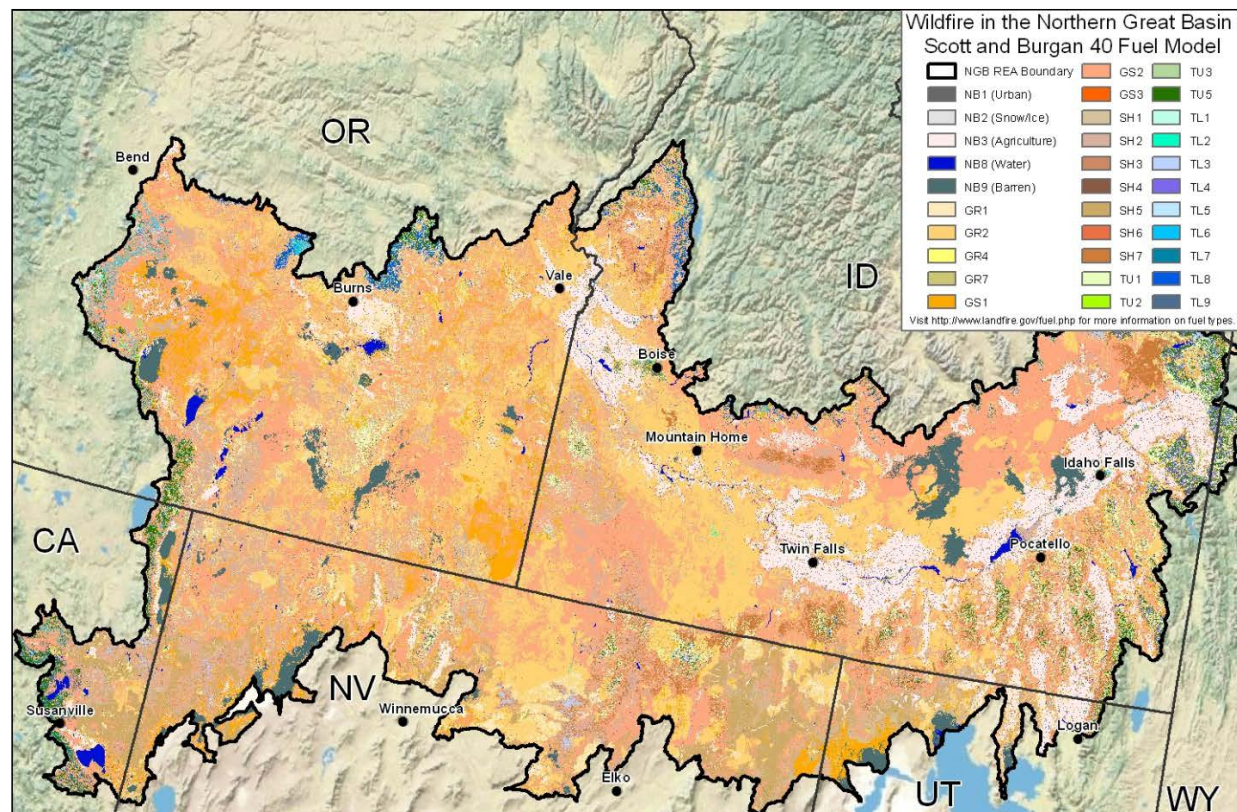 Wildfire in the Northern Great Basin
Scott and Burgan 40 Fuel Model
NGB REA Boundary
NB1 (Urban)
NB2 (Snow/Ice)
NB3 (Agriculture)
NB8 (Water)
NB9 (Barren)
GR1
GR2
GR4
GR7
GS1
GS2
GS3
SH1
SH2
SH3
SH4
SH5
SH6
SH7
TU1
TU2
TU3
TU5
TL1
TL2
TL3
TL4
TL5
TL6
TL7
TL8
TL9
Visit http://www.landfire.gov/fuel.php for more information on fuel types.
OR
Bend
ID
Burns
Vale
Boise
Mountain Home
Idaho Falls
CA
Twin Falls
Pocatello
NV
Susanville
Winnemucca
Logan
Elko
UT
WY